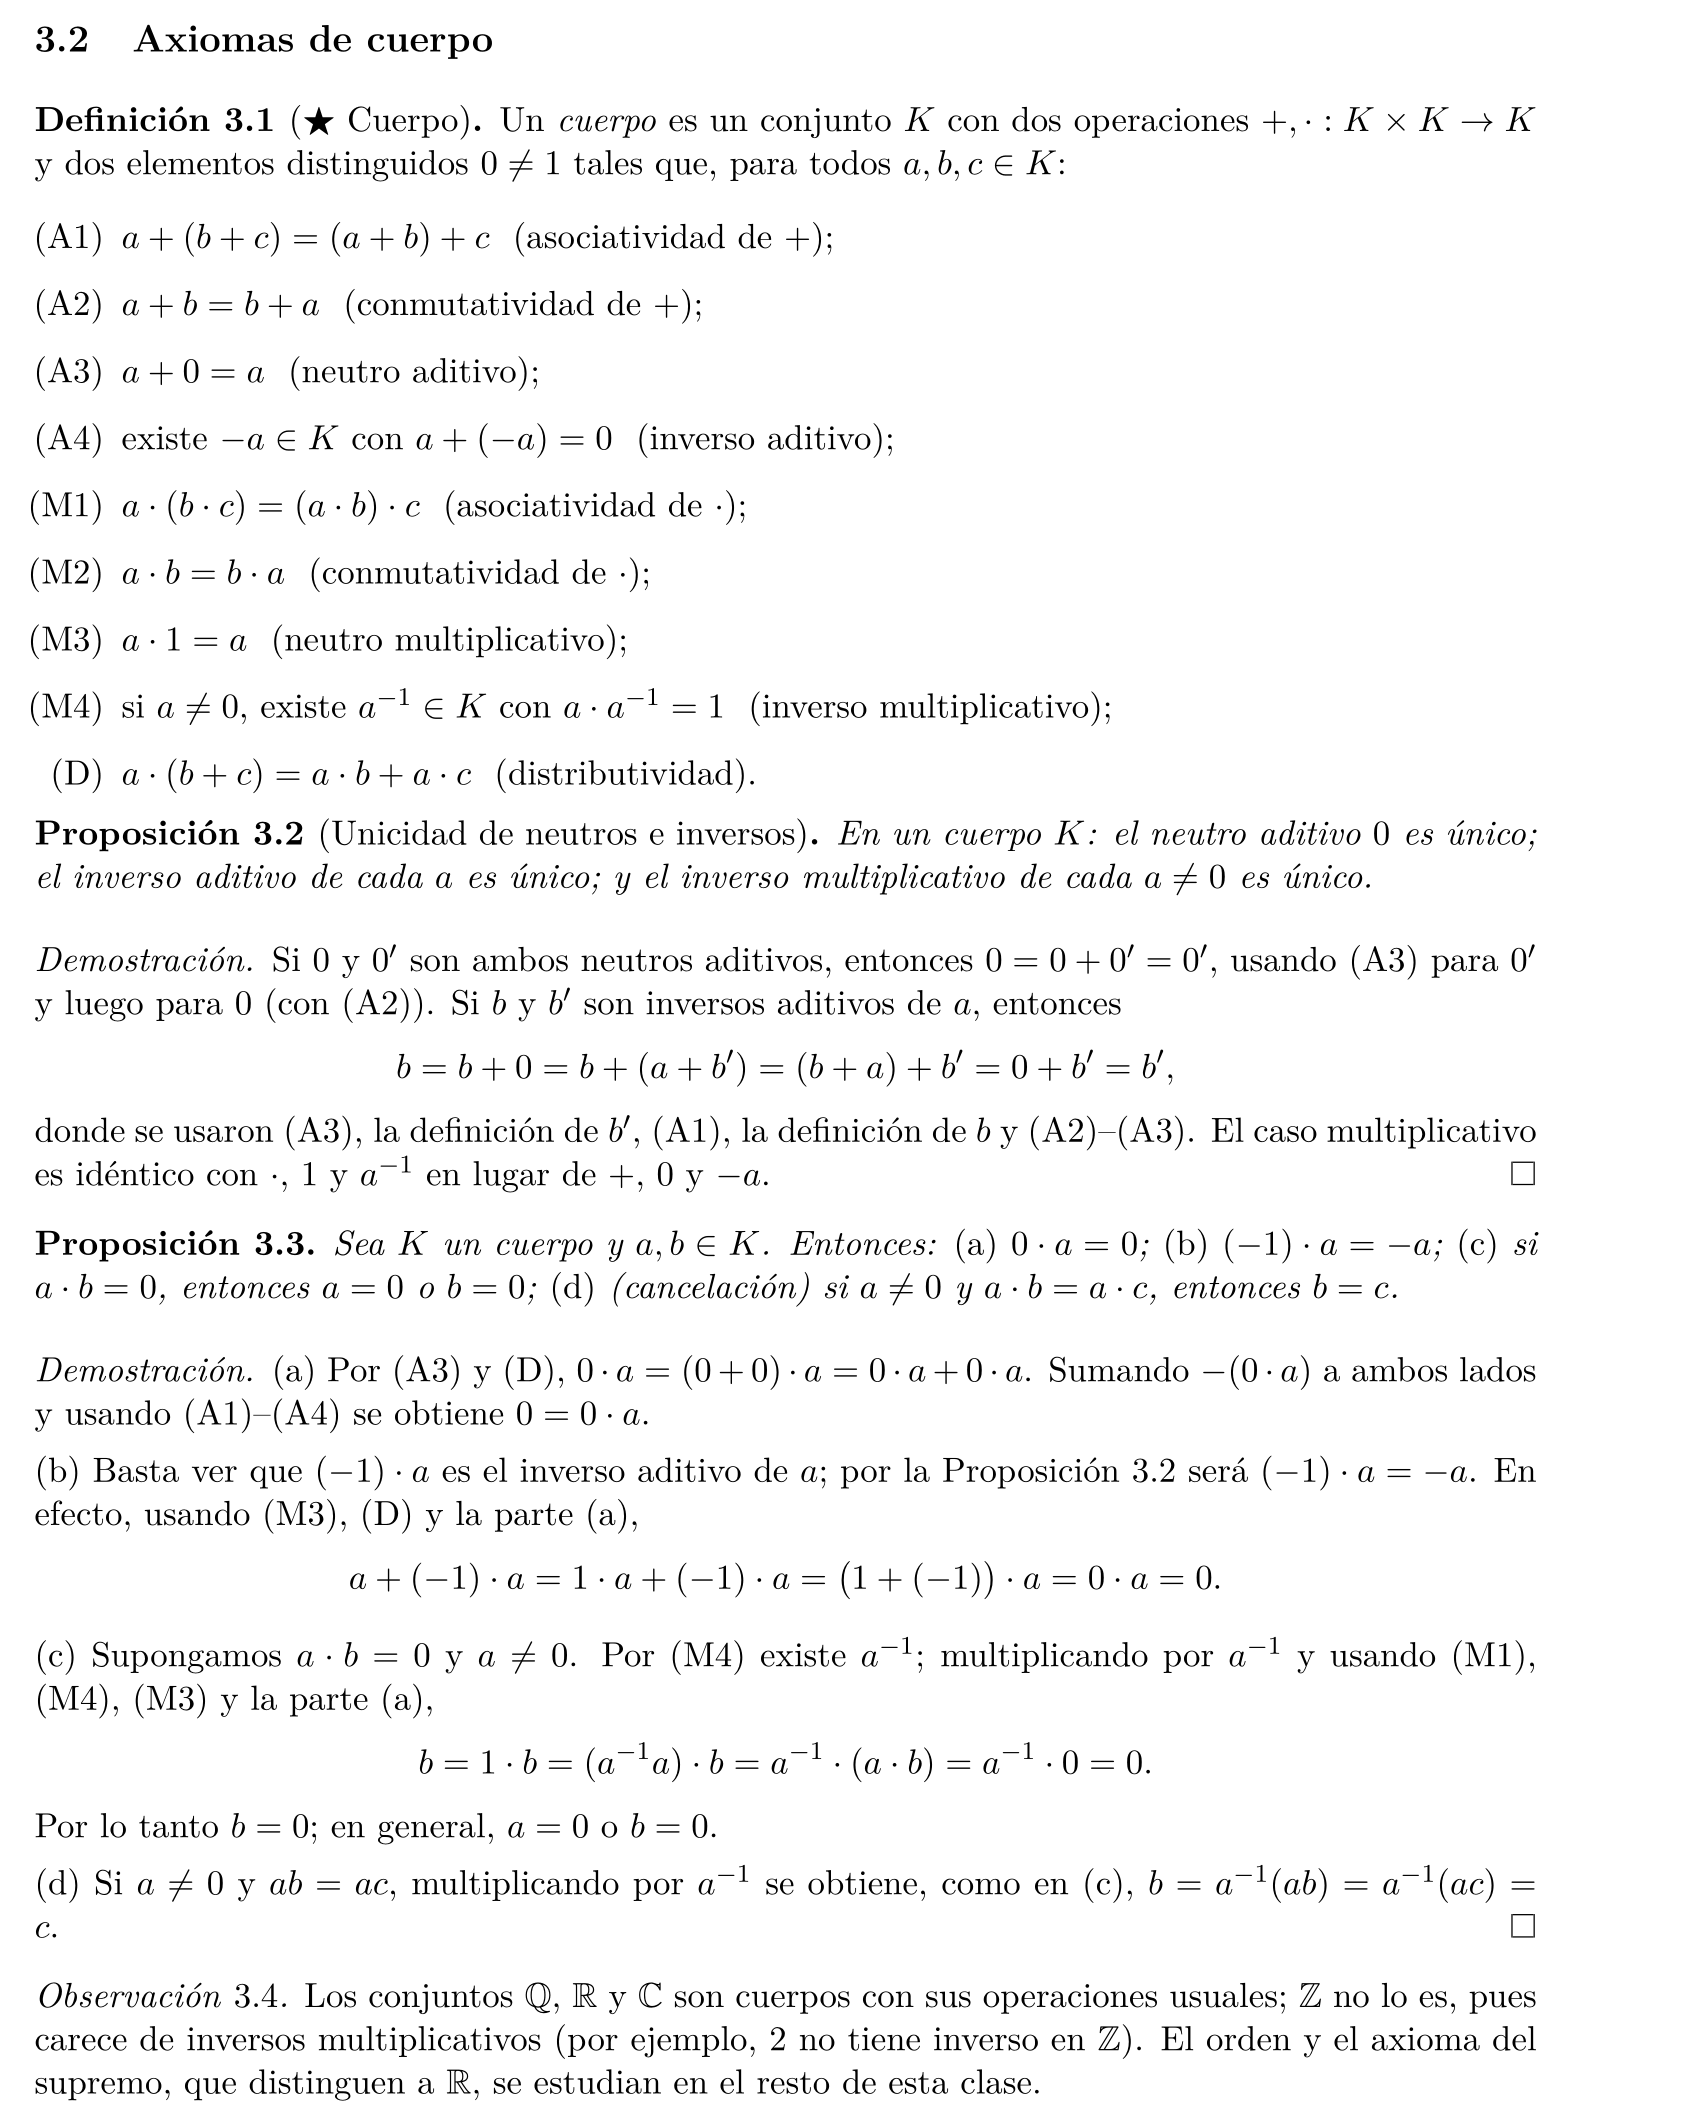 3.2 Axiomas de cuerpo
Definición 3.1 (★ Cuerpo). Un cuerpo es un conjunto K con dos operaciones +, · : K × K → K
y dos elementos distinguidos 0 ≠ 1 tales que, para todos a, b, c ∈ K:
(A1) a + (b + c) = (a + b) + c (asociatividad de +);
(A2) a + b = b + a (conmutatividad de +);
(A3) a + 0 = a (neutro aditivo);
(A4) existe −a ∈ K con a + (−a) = 0 (inverso aditivo);
(M1) a · (b · c) = (a · b) · c (asociatividad de ·);
(M2) a · b = b · a (conmutatividad de ·);
(M3) a · 1 = a (neutro multiplicativo);
(M4) si a ≠ 0, existe a⁻¹ ∈ K con a · a⁻¹ = 1 (inverso multiplicativo);
(D) a · (b + c) = a · b + a · c (distributividad).
Proposición 3.2 (Unicidad de neutros e inversos). En un cuerpo K: el neutro aditivo 0 es único;
el inverso aditivo de cada a es único; y el inverso multiplicativo de cada a ≠ 0 es único.
Demostración. Si 0 y 0′ son ambos neutros aditivos, entonces 0 = 0 + 0′ = 0′, usando (A3) para 0′
y luego para 0 (con (A2)). Si b y b′ son inversos aditivos de a, entonces
b = b + 0 = b + (a + b′) = (b + a) + b′ = 0 + b′ = b′,
donde se usaron (A3), la definición de b′, (A1), la definición de b y (A2)–(A3). El caso multiplicativo
es idéntico con ·, 1 y a⁻¹ en lugar de +, 0 y −a. □
Proposición 3.3. Sea K un cuerpo y a, b ∈ K. Entonces: (a) 0 · a = 0; (b) (−1) · a = −a; (c) si
a · b = 0, entonces a = 0 o b = 0; (d) (cancelación) si a ≠ 0 y a · b = a · c, entonces b = c.
Demostración. (a) Por (A3) y (D), 0 · a = (0 + 0) · a = 0 · a + 0 · a. Sumando −(0 · a) a ambos lados
y usando (A1)–(A4) se obtiene 0 = 0 · a.
(b) Basta ver que (−1) · a es el inverso aditivo de a; por la Proposición 3.2 será (−1) · a = −a. En
efecto, usando (M3), (D) y la parte (a),
a + (−1) · a = 1 · a + (−1) · a = (1 + (−1)) · a = 0 · a = 0.
(c) Supongamos a · b = 0 y a ≠ 0. Por (M4) existe a⁻¹; multiplicando por a⁻¹ y usando (M1),
(M4), (M3) y la parte (a),
b = 1 · b = (a⁻¹a) · b = a⁻¹ · (a · b) = a⁻¹ · 0 = 0.
Por lo tanto b = 0; en general, a = 0 o b = 0.
(d) Si a ≠ 0 y ab = ac, multiplicando por a⁻¹ se obtiene, como en (c), b = a⁻¹(ab) = a⁻¹(ac) =
c. □
Observación 3.4. Los conjuntos ℚ, ℝ y ℂ son cuerpos con sus operaciones usuales; ℤ no lo es, pues
carece de inversos multiplicativos (por ejemplo, 2 no tiene inverso en ℤ). El orden y el axioma del
supremo, que distinguen a ℝ, se estudian en el resto de esta clase.